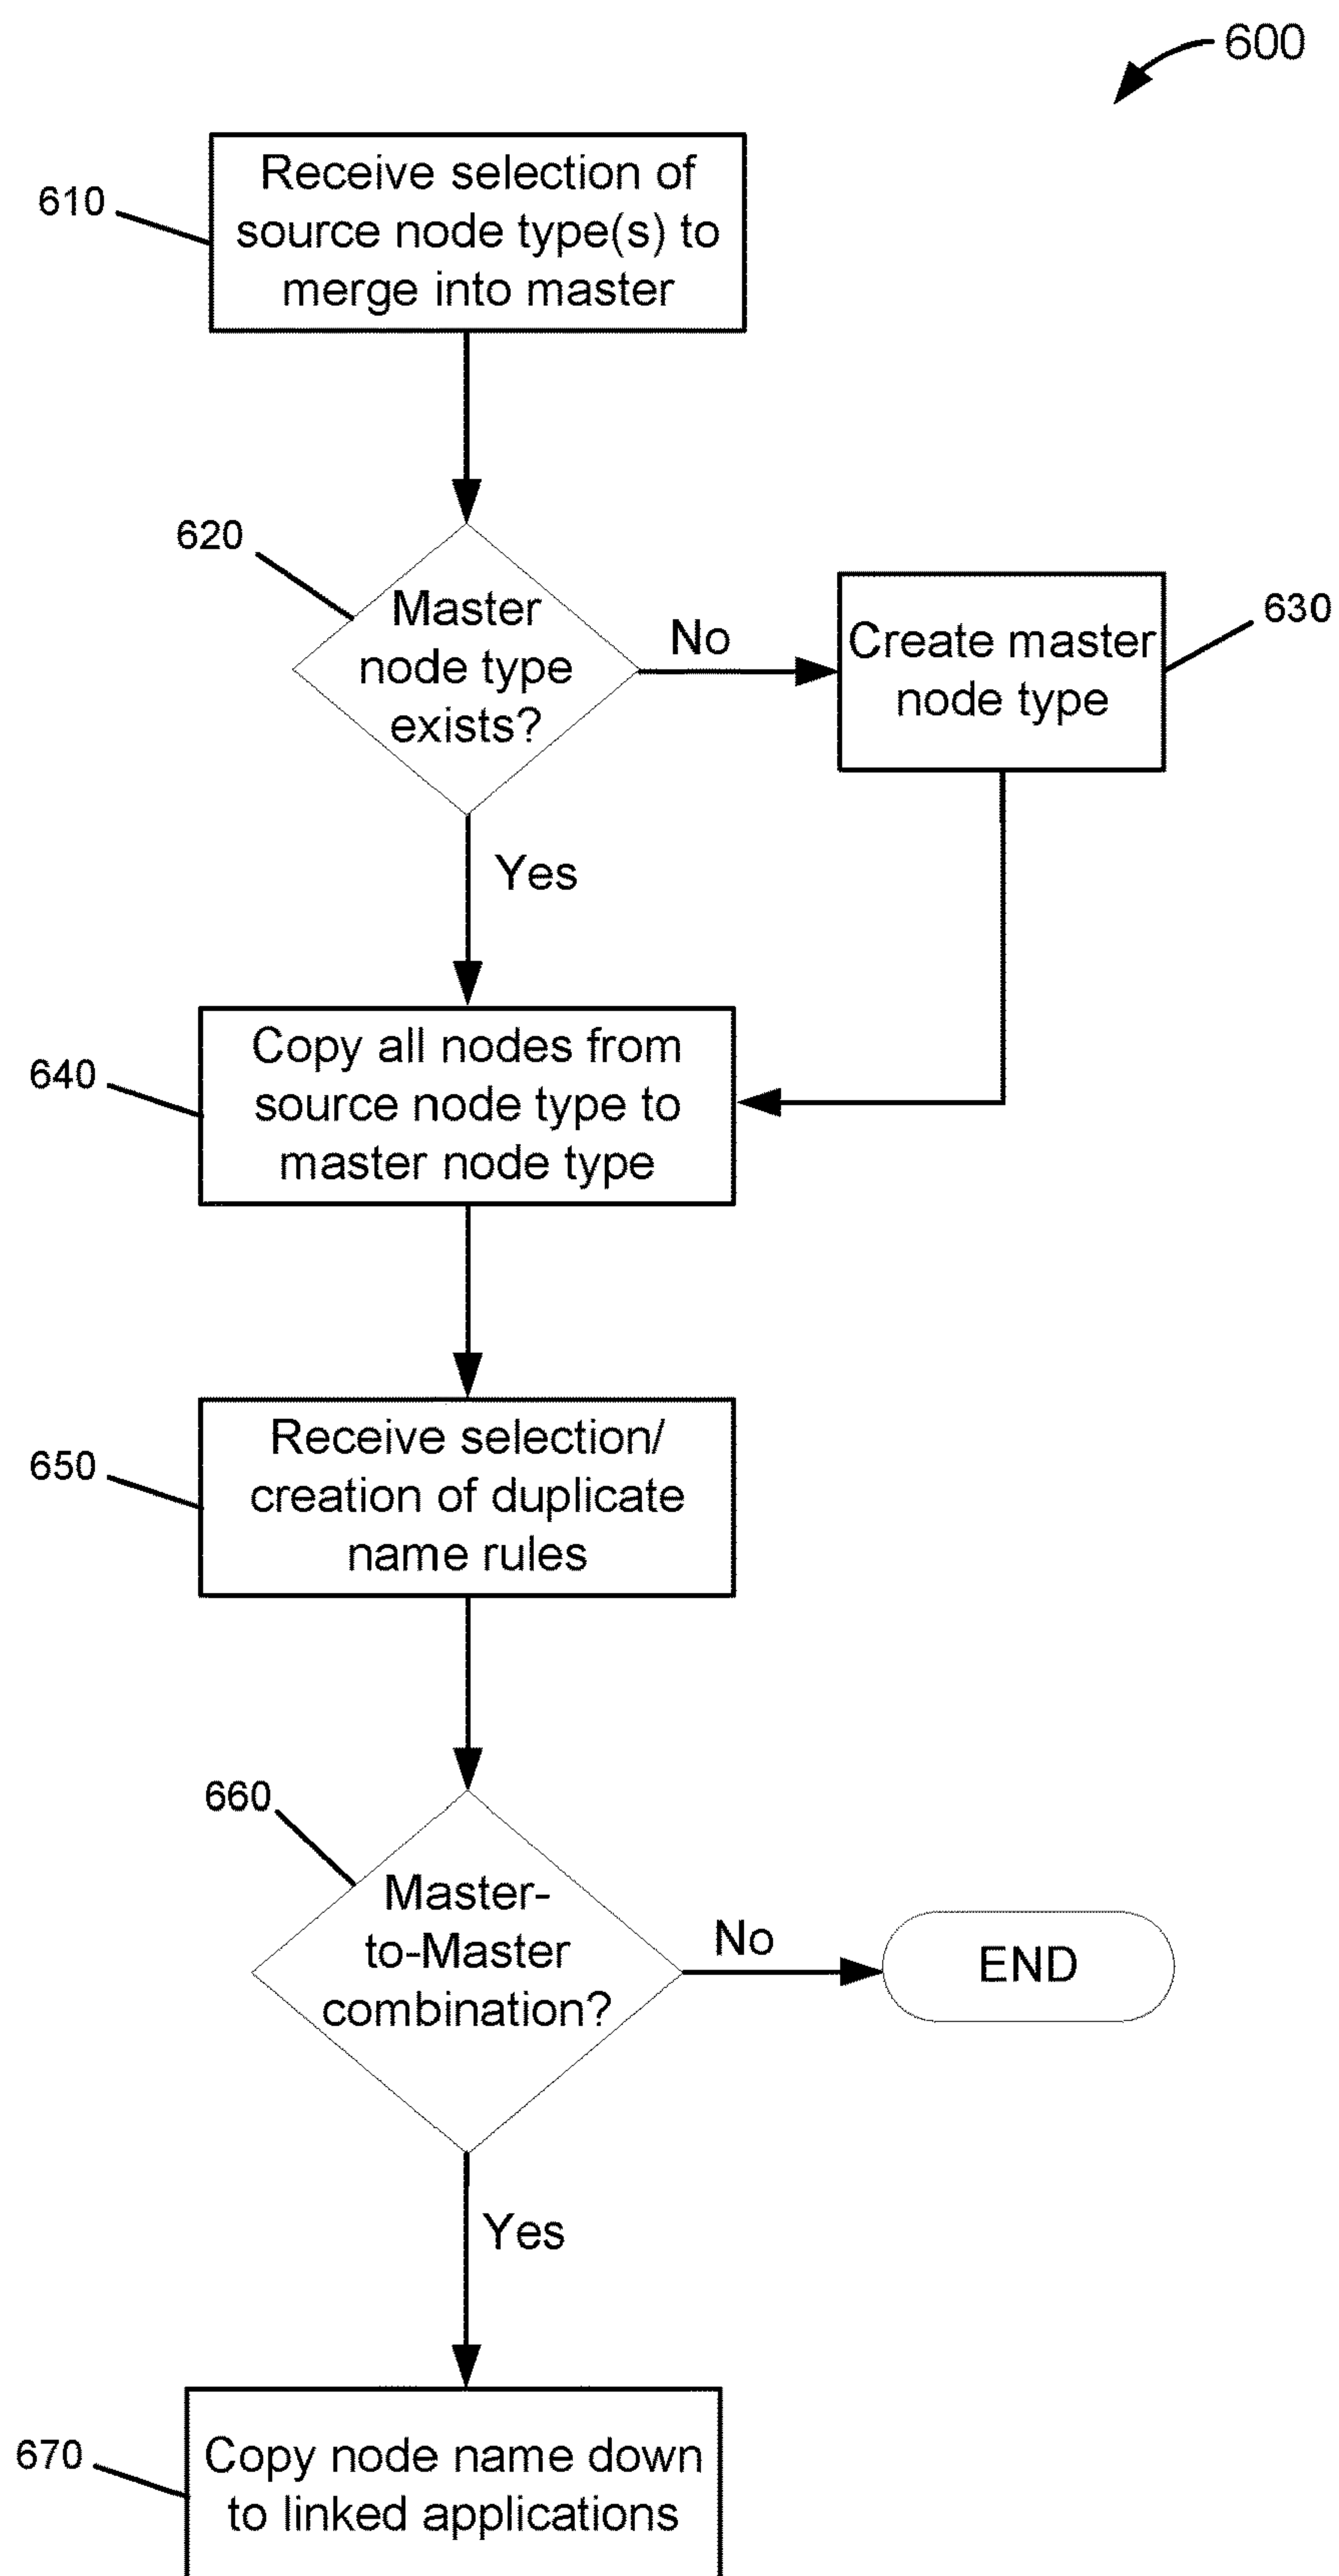 600
610
Receive selection of
source node type(s) to
merge into master
620
Master
node type
exists?
No
Create master
node type
630
Yes
640
Copy all nodes from
source node type to
master node type
650
Receive selection/
creation of duplicate
name rules
660
Master-
to-Master
combination?
No
END
Yes
670
Copy node name down
to linked applications